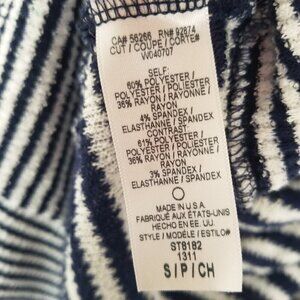 CA# 56266 RN# 92874
CUT / COUPE / CORTE#
W040707
SELF:
60% POLYESTER /
POLYESTER / POLIESTER
36% RAYON / RAYONNE /
RAYON
4% SPANDEX /
ELASTHANNE / SPANDEX
CONTRAST:
61% POLYESTER /
POLYESTER / POLIESTER
36% RAYON / RAYONNE /
RAYON
3% SPANDEX /
ELASTHANNE / SPANDEX
MADE IN U.S.A.
FABRIQUÉ AUX ÉTATS-UNIS
HECHO EN EE. UU.
STYLE / MODÈLE / ESTILO#
ST8182
1311
S/P/CH